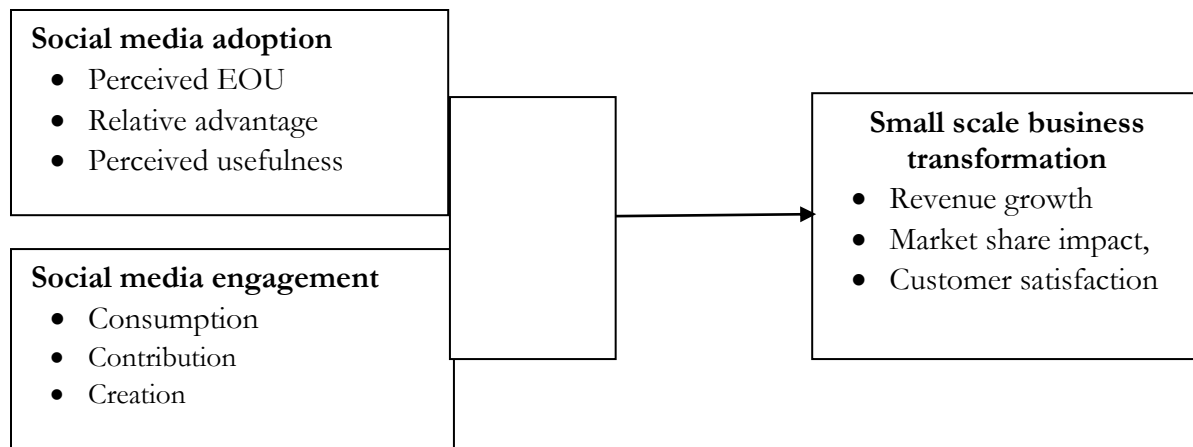 Social media adoption
• Perceived EOU
• Relative advantage
• Perceived usefulness
Social media engagement
• Consumption
• Contribution
• Creation
Small scale business
transformation
• Revenue growth
• Market share impact,
• Customer satisfaction